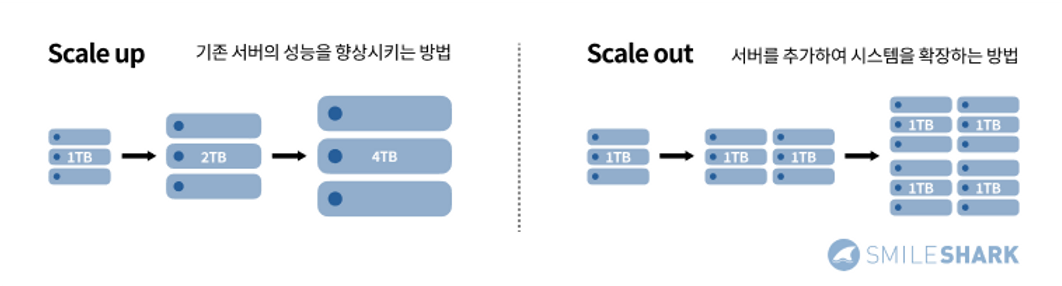 Scale up
기존 서버의 성능을 향상시키는 방법
1TB
2TB
4TB
Scale out
서버를 추가하여 시스템을 확장하는 방법
1TB
1TB 1TB
1TB 1TB
1TB 1TB
SMILESHARK